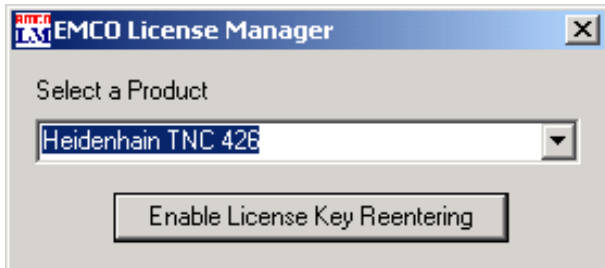 EMCO License Manager
Select a Product
Heidenhain TNC 426
Enable License Key Reentering